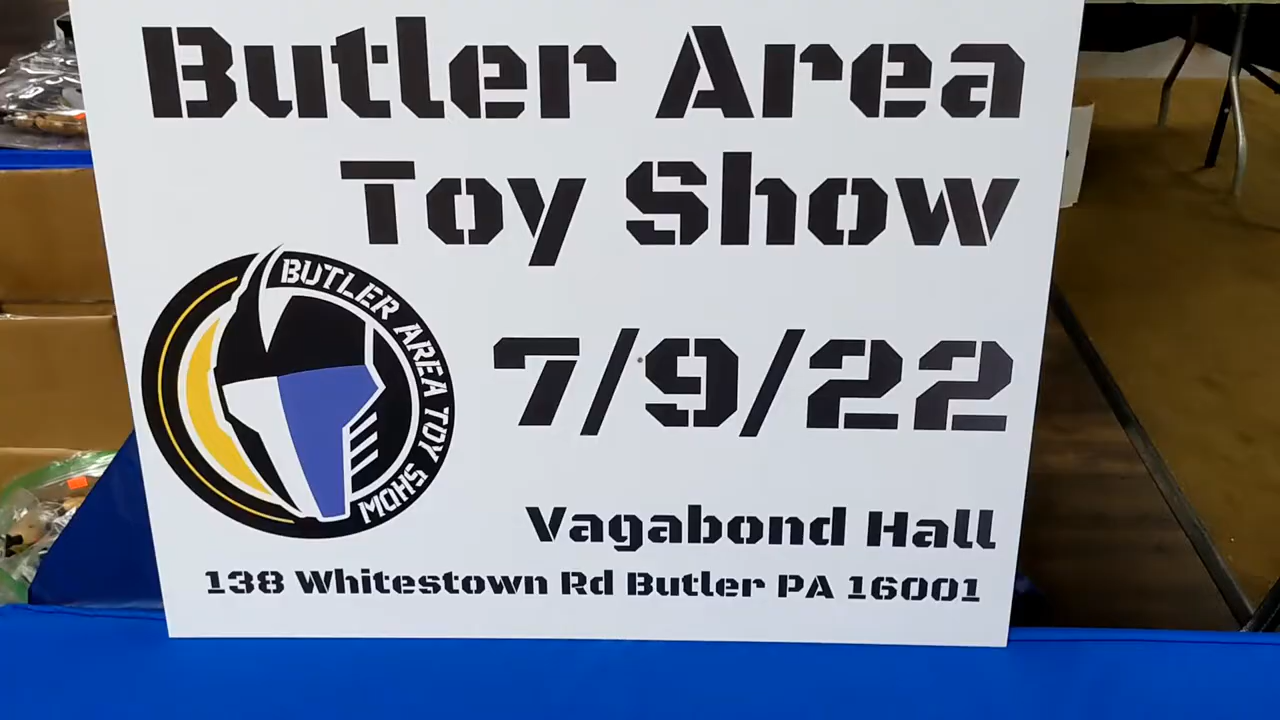 Butler Area
Toy Show
BUTLER AREA TOY SHOW
7/9/22
Vagabond Hall
138 Whitestown Rd Butler PA 16001